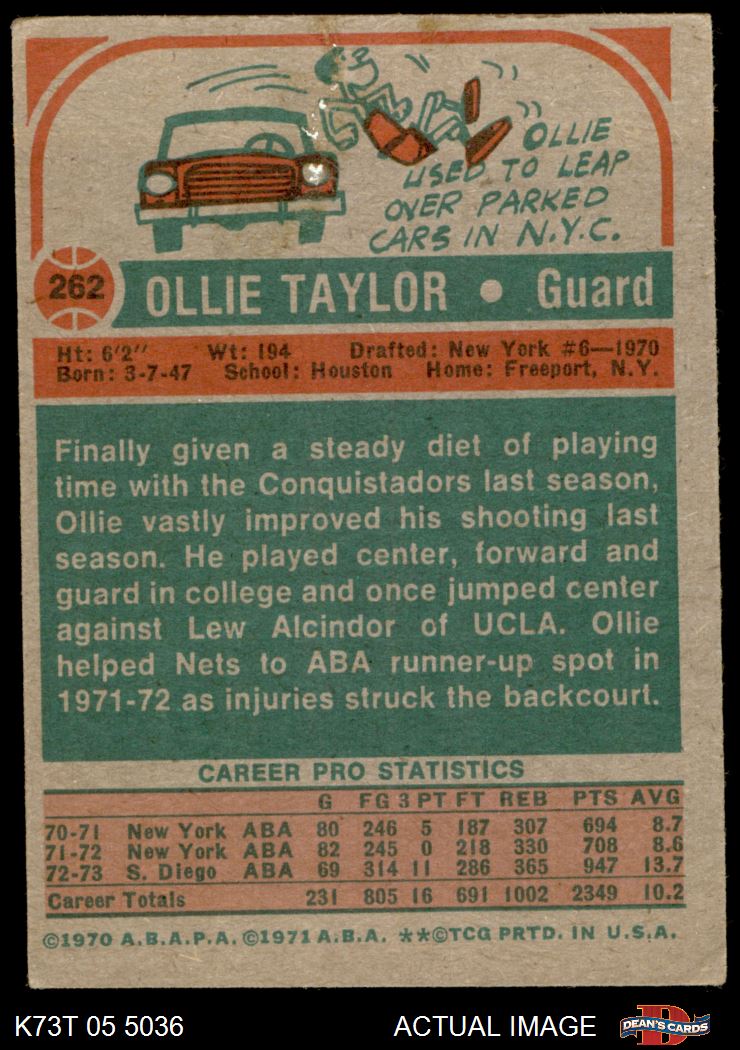 OLLIE
USED TO LEAP
OVER PARKED
CARS IN N.Y.C.
262 OLLIE TAYLOR • Guard
Ht: 6'2" Wt: 194 Drafted: New York #6—1970
Born: 3-7-47 School: Houston Home: Freeport, N.Y.
Finally given a steady diet of playing
time with the Conquistadors last season,
Ollie vastly improved his shooting last
season. He played center, forward and
guard in college and once jumped center
against Lew Alcindor of UCLA. Ollie
helped Nets to ABA runner-up spot in
1971-72 as injuries struck the backcourt.
CAREER PRO STATISTICS
G FG 3 PT FT REB PTS AVG
70-71 New York ABA 80 246 5 187 307 694 8.7
71-72 New York ABA 82 245 0 218 330 708 8.6
72-73 S. Diego ABA 69 314 11 286 365 947 13.7
Career Totals 231 805 16 691 1002 2349 10.2
©1970 A.B.A.P.A. ©1971 A.B.A. **©TCG PRTD. IN U.S.A.
K73T 05 5036 ACTUAL IMAGE D DEAN'S CARDS